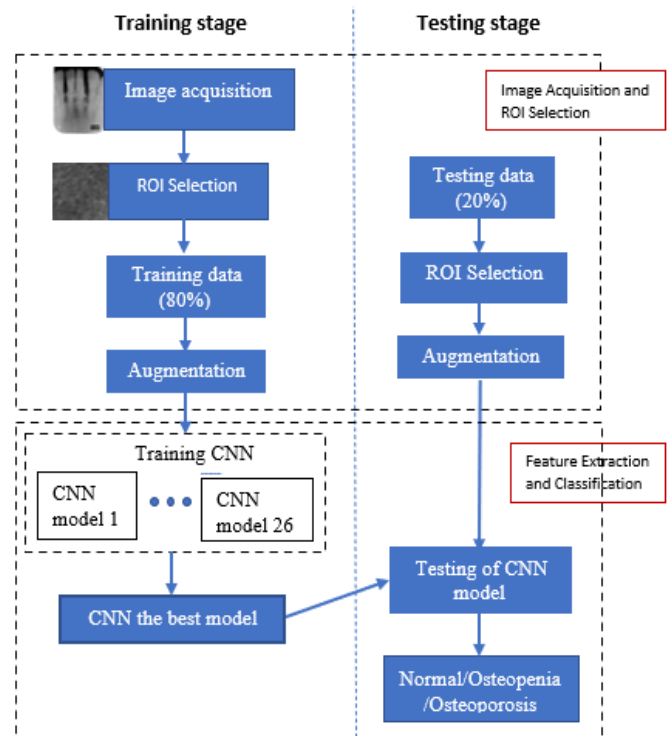 Training stage
Testing stage
Image acquisition
Image Acquisition and
ROI Selection
ROI Selection
Testing data
(20%)
Training data
(80%)
ROI Selection
Augmentation
Augmentation
Training CNN
CNN
model 1
CNN
model 26
Feature Extraction
and Classification
Testing of CNN
model
CNN the best model
Normal/Osteopenia
/Osteoporosis